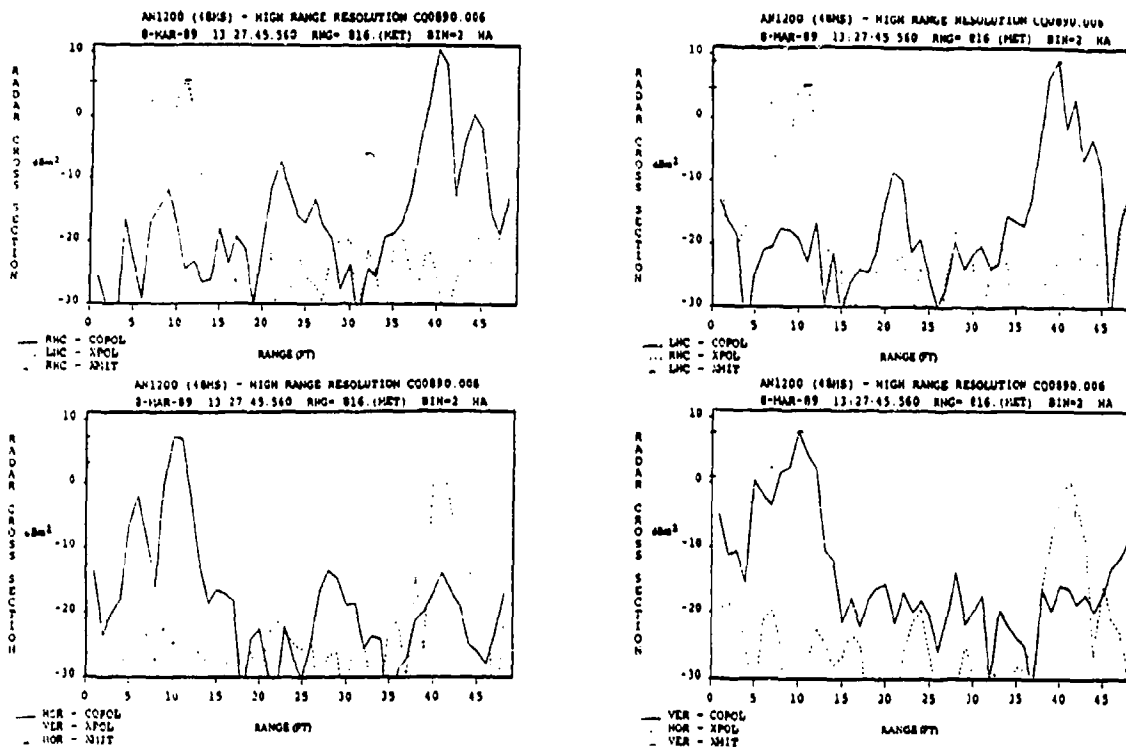 AN1200 (48MS) - HIGH RANGE RESOLUTION CQ0890.006
8-MAR-89 13:27:45.560 RNG= 816.(MET) BIN=2 HA
RADAR CROSS SECTION
dBm²
10
0
-10
-20
-30
0 5 10 15 20 25 30 35 40 45
RANGE(FT)
RHC - COPOL
LHC - XPOL
RHC - XMIT
AN1200 (48MS) - HIGH RANGE RESOLUTION CQ0890.006
8-MAR-89 13:27:45.560 RNG= 816 (MET) BIN=2 HA
RADAR CROSS SECTION
dBm²
10
0
-10
-20
-30
0 5 10 15 20 25 30 35 40 45
RANGE(FT)
LHC - COPOL
RHC - XPOL
LHC - XMIT
AN1200 (48MS) - HIGH RANGE RESOLUTION CQ0890.006
8-MAR-89 13 27 45.560 RNG= 816.(MET) BIN=2 HA
RADAR CROSS SECTION
dBm²
10
0
-10
-20
-30
0 5 10 15 20 25 30 35 40 45
RANGE(FT)
HOR - COPOL
VER - XPOL
HOR - XMIT
AN1200 (48MS) - HIGH RANGE RESOLUTION CQ0890.006
8-MAR-89 13:27:45.560 RNG= 816.(MET) BIN=2 HA
RADAR CROSS SECTION
dBm²
10
0
-10
-20
-30
0 5 10 15 20 25 30 35 40 45
RANGE(FT)
VER - COPOL
HOR - XPOL
VER - XMIT